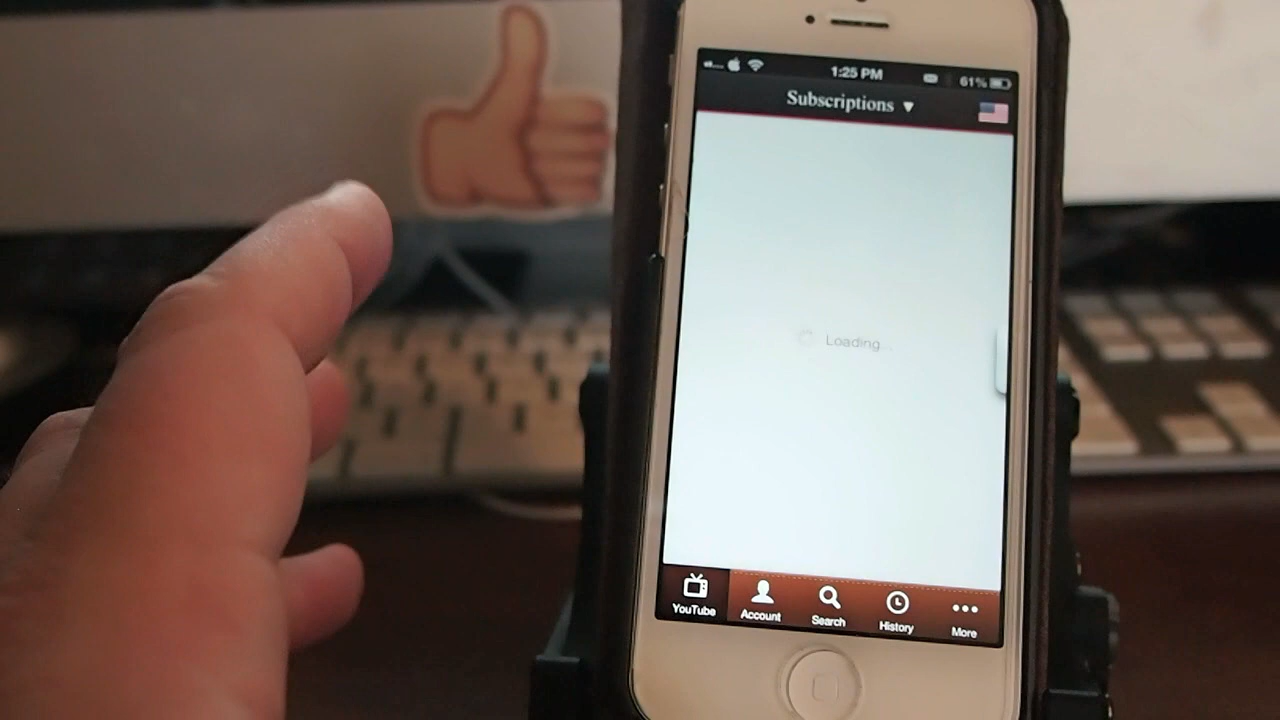 1:25 PM
61%
Subscriptions
Loading...
YouTube
Account
Search
History
More